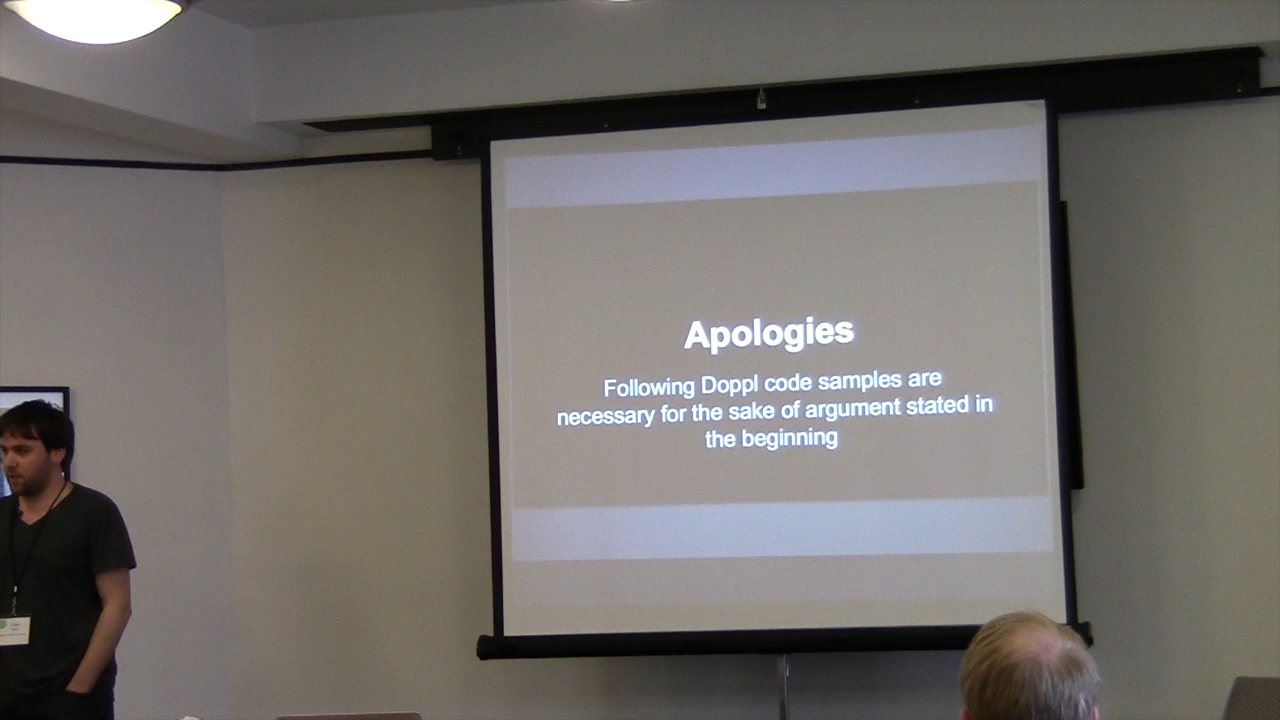 Apologies
Following Doppl code samples are
necessary for the sake of argument stated in
the beginning